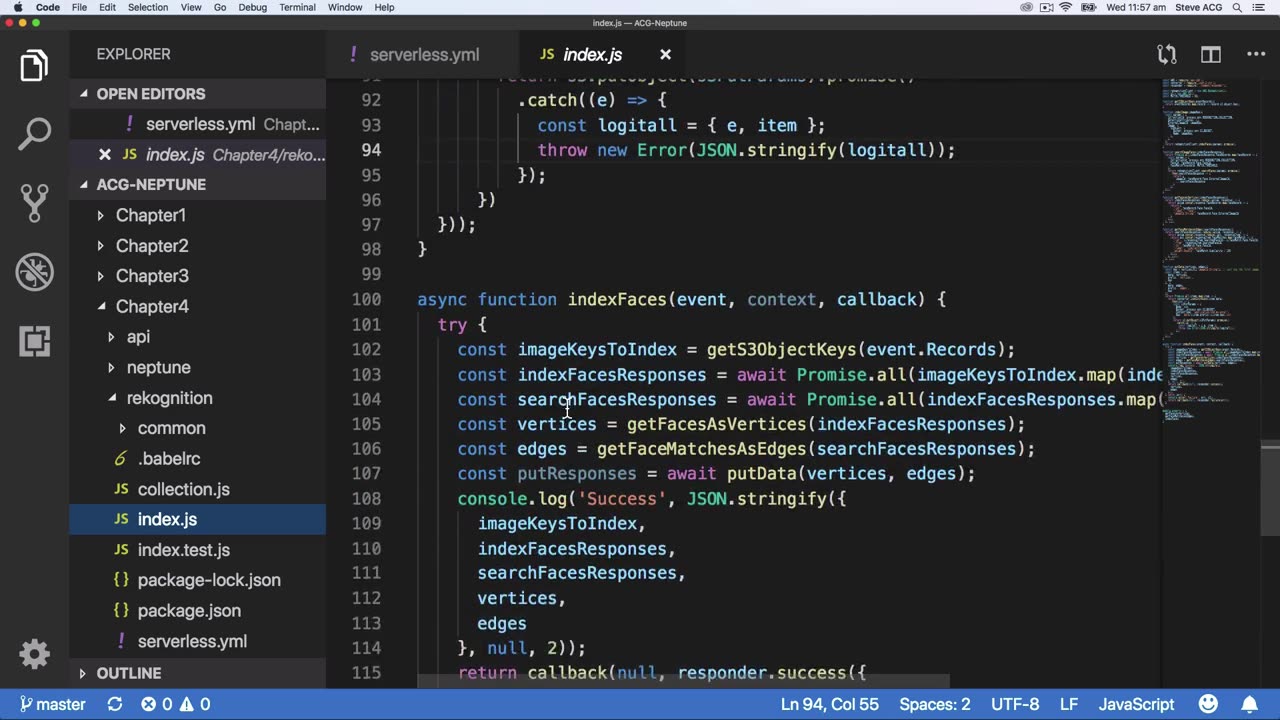 Code File Edit Selection View Go Debug Terminal Window Help Wed 11:57 am Steve ACG
index.js — ACG-Neptune
EXPLORER
OPEN EDITORS
! serverless.yml Chapt...
JS index.js Chapter4/reko...
ACG-NEPTUNE
Chapter1
Chapter2
Chapter3
Chapter4
api
neptune
rekognition
common
.babelrc
JS collection.js
JS index.js
JS index.test.js
{} package-lock.json
{} package.json
! serverless.yml
OUTLINE
! serverless.yml JS index.js
92 .catch((e) => {
93 const logitall = { e, item };
94 throw new Error(JSON.stringify(logitall));
95 });
96 })
97 }));
98 }
99
100 async function indexFaces(event, context, callback) {
101 try {
102 const imageKeysToIndex = getS3ObjectKeys(event.Records);
103 const indexFacesResponses = await Promise.all(imageKeysToIndex.map(inde
104 const searchFacesResponses = await Promise.all(indexFacesResponses.map(
105 const vertices = getFacesAsVertices(indexFacesResponses);
106 const edges = getFaceMatchesAsEdges(searchFacesResponses);
107 const putResponses = await putData(vertices, edges);
108 console.log('Success', JSON.stringify({
109 imageKeysToIndex,
110 indexFacesResponses,
111 searchFacesResponses,
112 vertices,
113 edges
114 }, null, 2));
115 return callback(null, responder.success({
master 0 0 Ln 94, Col 55 Spaces: 2 UTF-8 LF JavaScript